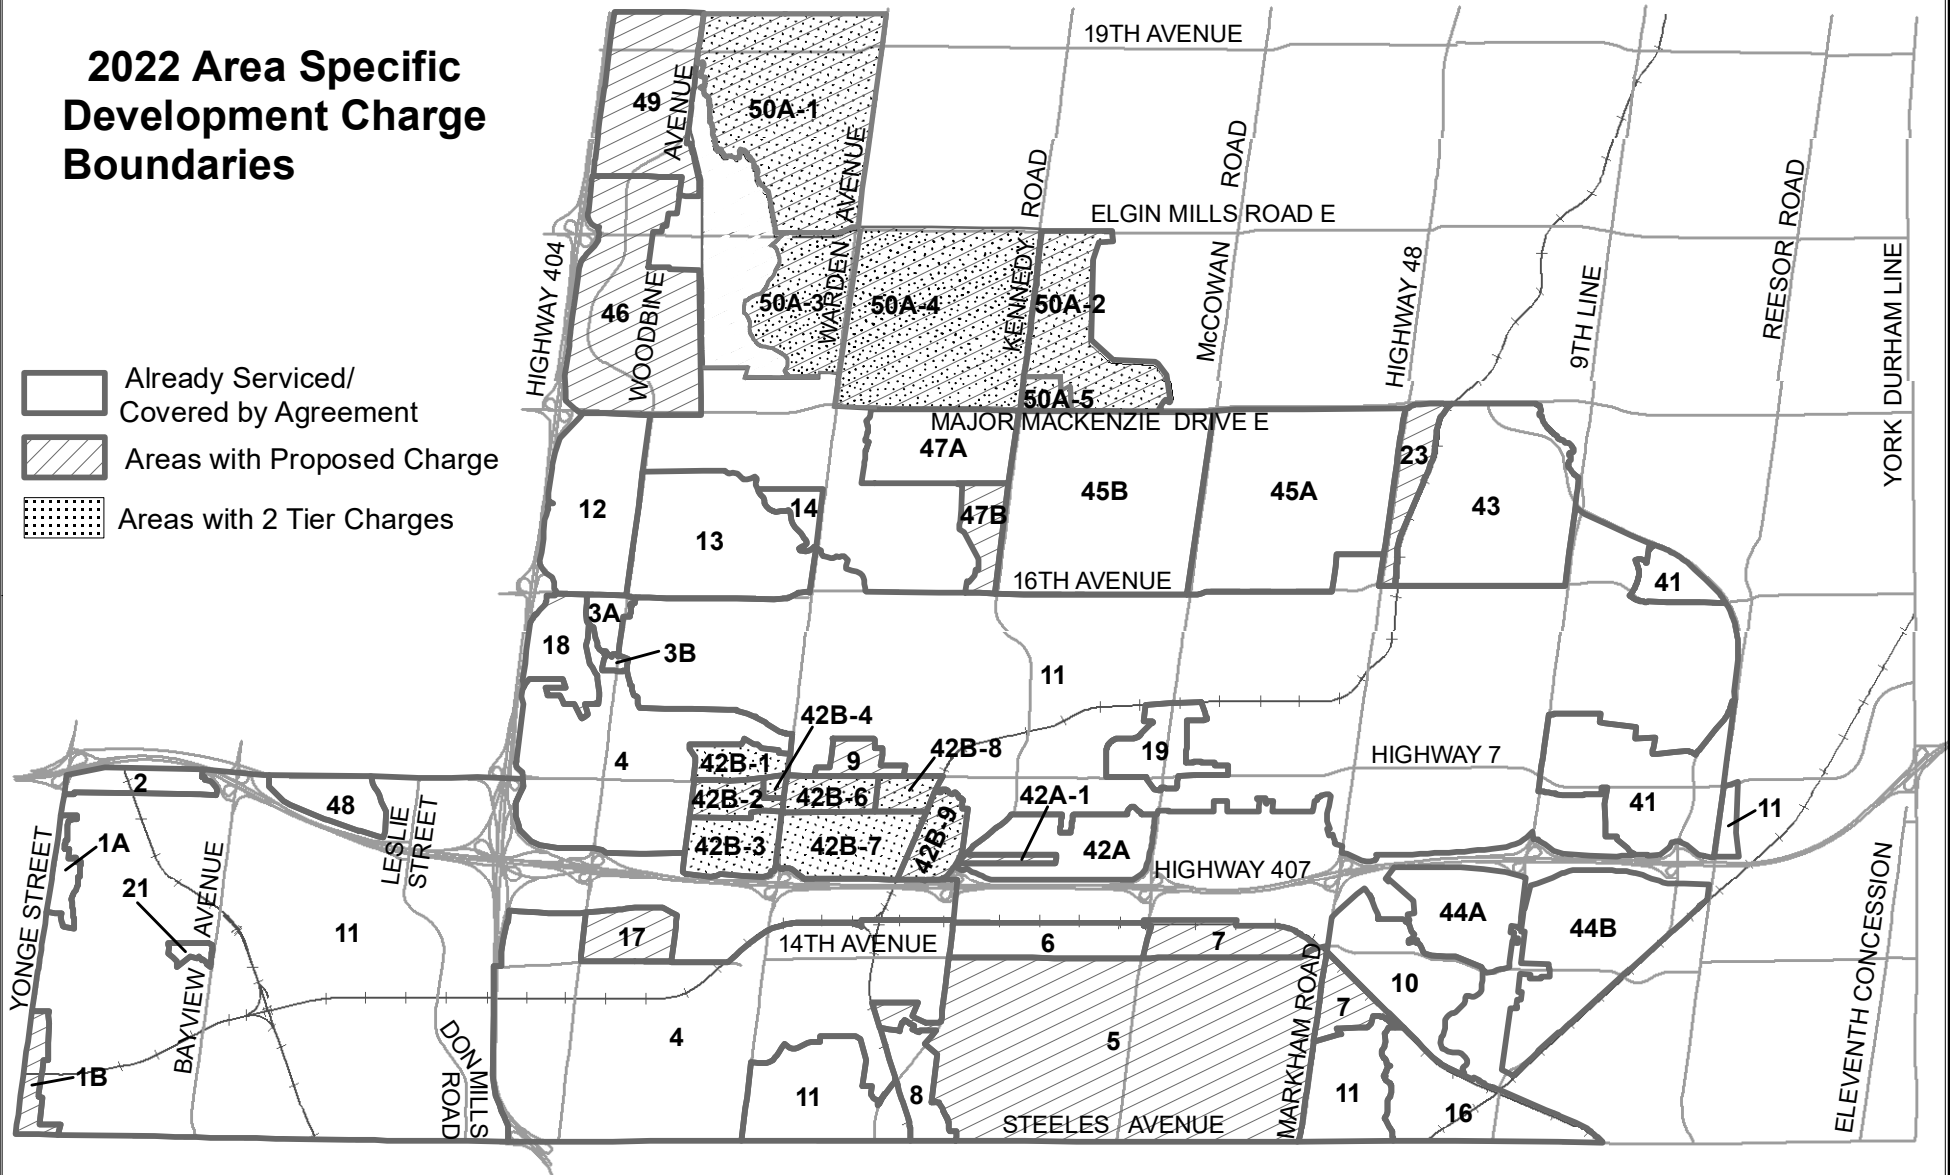 2022 Area Specific
Development Charge
Boundaries
Already Serviced/
Covered by Agreement
Areas with Proposed Charge
Areas with 2 Tier Charges
19TH AVENUE
49
AVENUE
50A-1
WARDEN AVENUE
ROAD
ROAD
ELGIN MILLS ROAD E
HIGHWAY 404
46
WOODBINE
50A-3
50A-4
KENNEDY
50A-2
McCOWAN
HIGHWAY 48
9TH LINE
REESOR ROAD
YORK DURHAM LINE
50A-5
MAJOR MACKENZIE DRIVE E
47A
23
12
13
14
47B
45B
45A
43
16TH AVENUE
41
3A
18
3B
11
42B-4
4
42B-1
9
42B-8
19
HIGHWAY 7
2
48
42B-2
42B-6
42A-1
41
11
LESLIE
STREET
42B-3
42B-7
42B-9
42A
HIGHWAY 407
1A
21
YONGE STREET
BAYVIEW AVENUE
11
17
14TH AVENUE
6
7
44A
44B
10
7
MARKHAM ROAD
ELEVENTH CONCESSION
4
5
1B
DON MILLS
ROAD
11
8
STEELES AVENUE
11
16